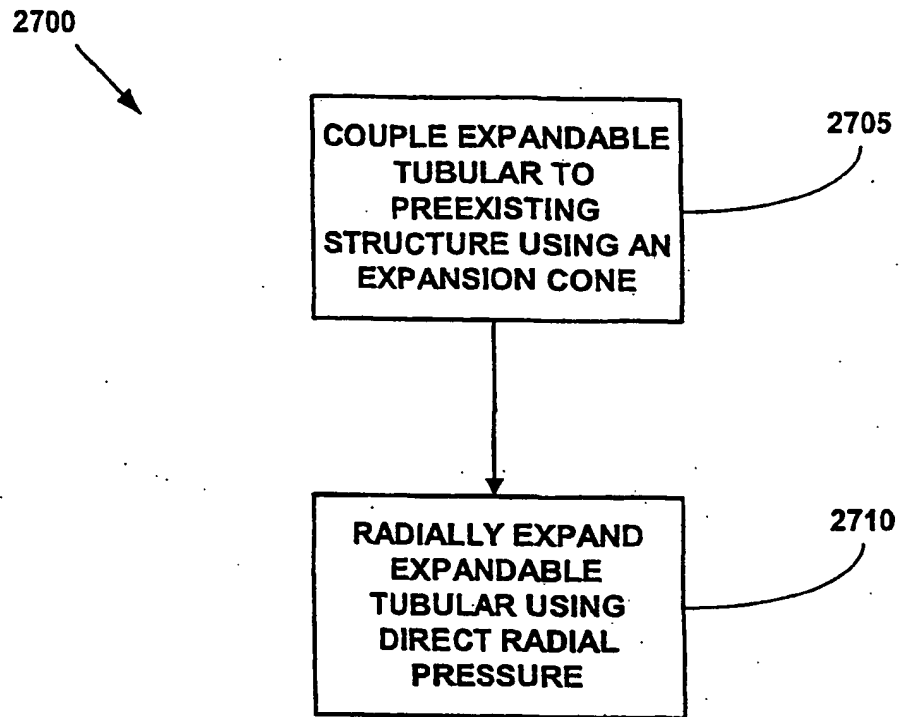 2700
COUPLE EXPANDABLE
TUBULAR TO
PREEXISTING
STRUCTURE USING AN
EXPANSION CONE
2705
RADIALLY EXPAND
EXPANDABLE
TUBULAR USING
DIRECT RADIAL
PRESSURE
2710